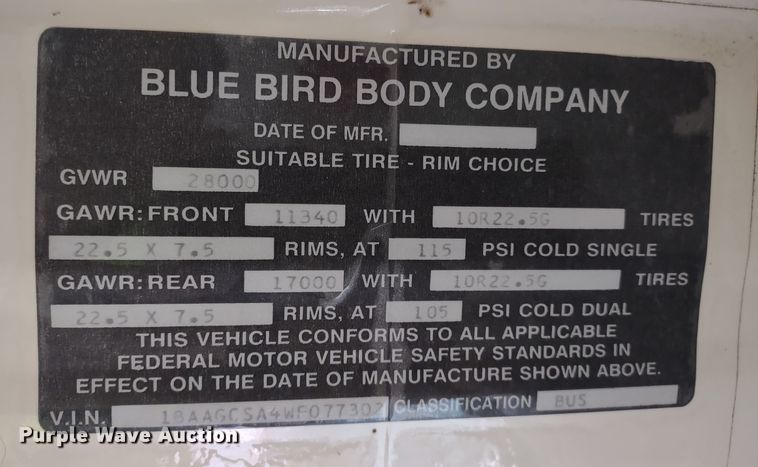 MANUFACTURED BY
BLUE BIRD BODY COMPANY
DATE OF MFR.
SUITABLE TIRE - RIM CHOICE
GVWR 28000
GAWR: FRONT 11340 WITH 10R22.5G TIRES
22.5 X 7.5 RIMS, AT 115 PSI COLD SINGLE
GAWR: REAR 17000 WITH 10R22.5G TIRES
22.5 X 7.5 RIMS, AT 105 PSI COLD DUAL
THIS VEHICLE CONFORMS TO ALL APPLICABLE
FEDERAL MOTOR VEHICLE SAFETY STANDARDS IN
EFFECT ON THE DATE OF MANUFACTURE SHOWN ABOVE.
V.I.N. 1BAAGCSA4WF077302 CLASSIFICATION BUS
Purple Wave Auction